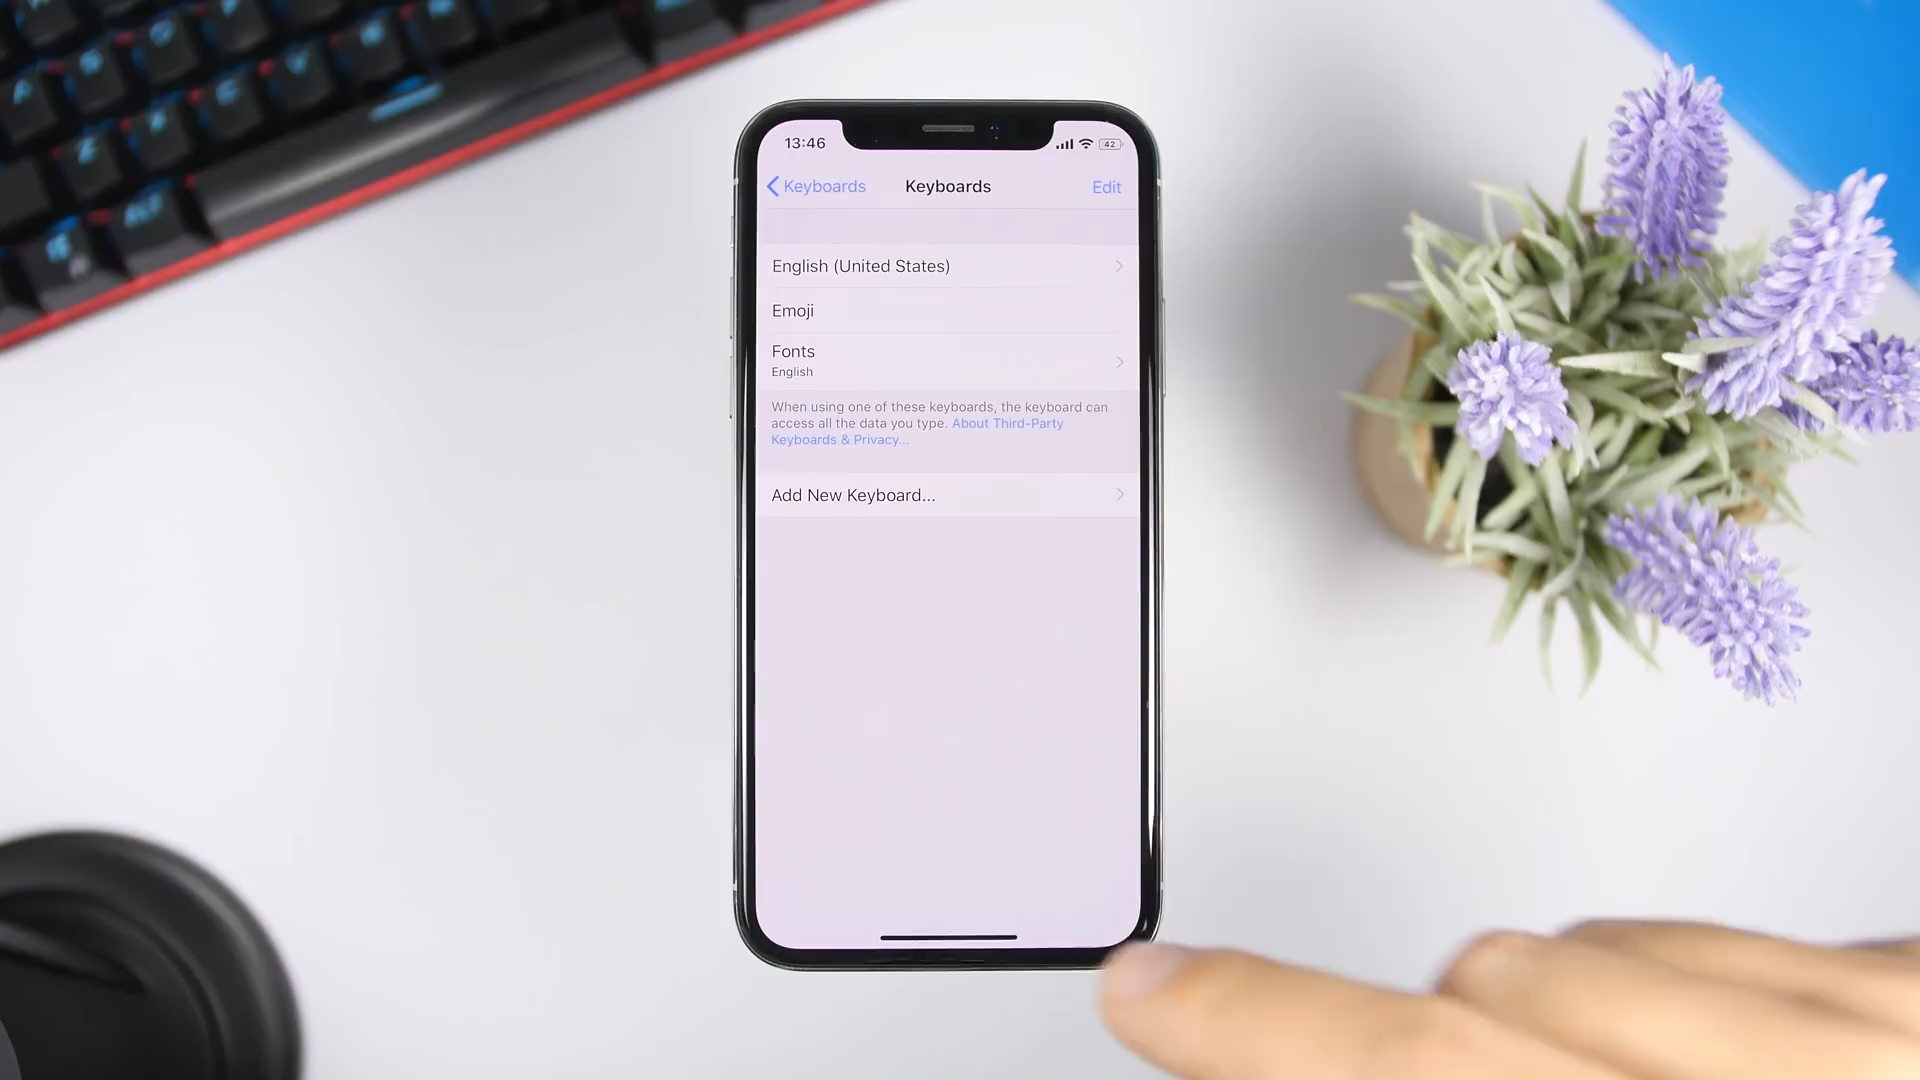 13:46
42
Keyboards
Keyboards
Edit
English (United States)
Emoji
Fonts
English
When using one of these keyboards, the keyboard can
access all the data you type. About Third-Party
Keyboards & Privacy...
Add New Keyboard...